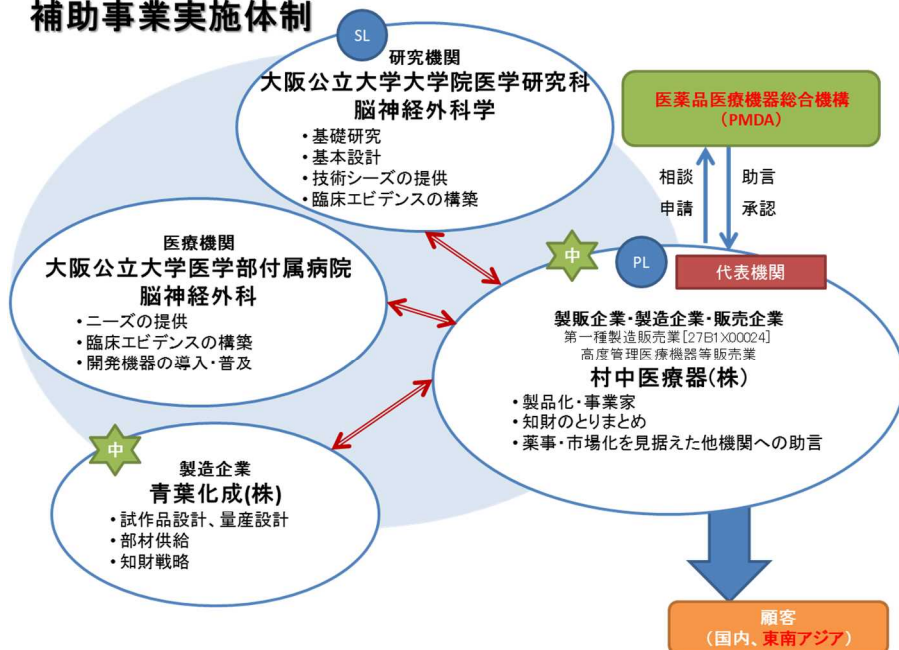 補助事業実施体制
SL
研究機関
大阪公立大学大学院医学研究科
脳神経外科学
・基礎研究
・基本設計
・技術シーズの提供
・臨床エビデンスの構築
医薬品医療機器総合機構
(PMDA)
相談
申請
助言
承認
医療機関
大阪公立大学医学部付属病院
脳神経外科
・ニーズの提供
・臨床エビデンスの構築
・開発機器の導入・普及
中
PL
代表機関
製販企業・製造企業・販売企業
第一種製造販売業[27B1X00024]
高度管理医療機器等販売業
村中医療器(株)
・製品化・事業家
・知財のとりまとめ
・薬事・市場化を見据えた他機関への助言
中
製造企業
青葉化成(株)
・試作品設計、量産設計
・部材供給
・知財戦略
顧客
(国内、東南アジア)